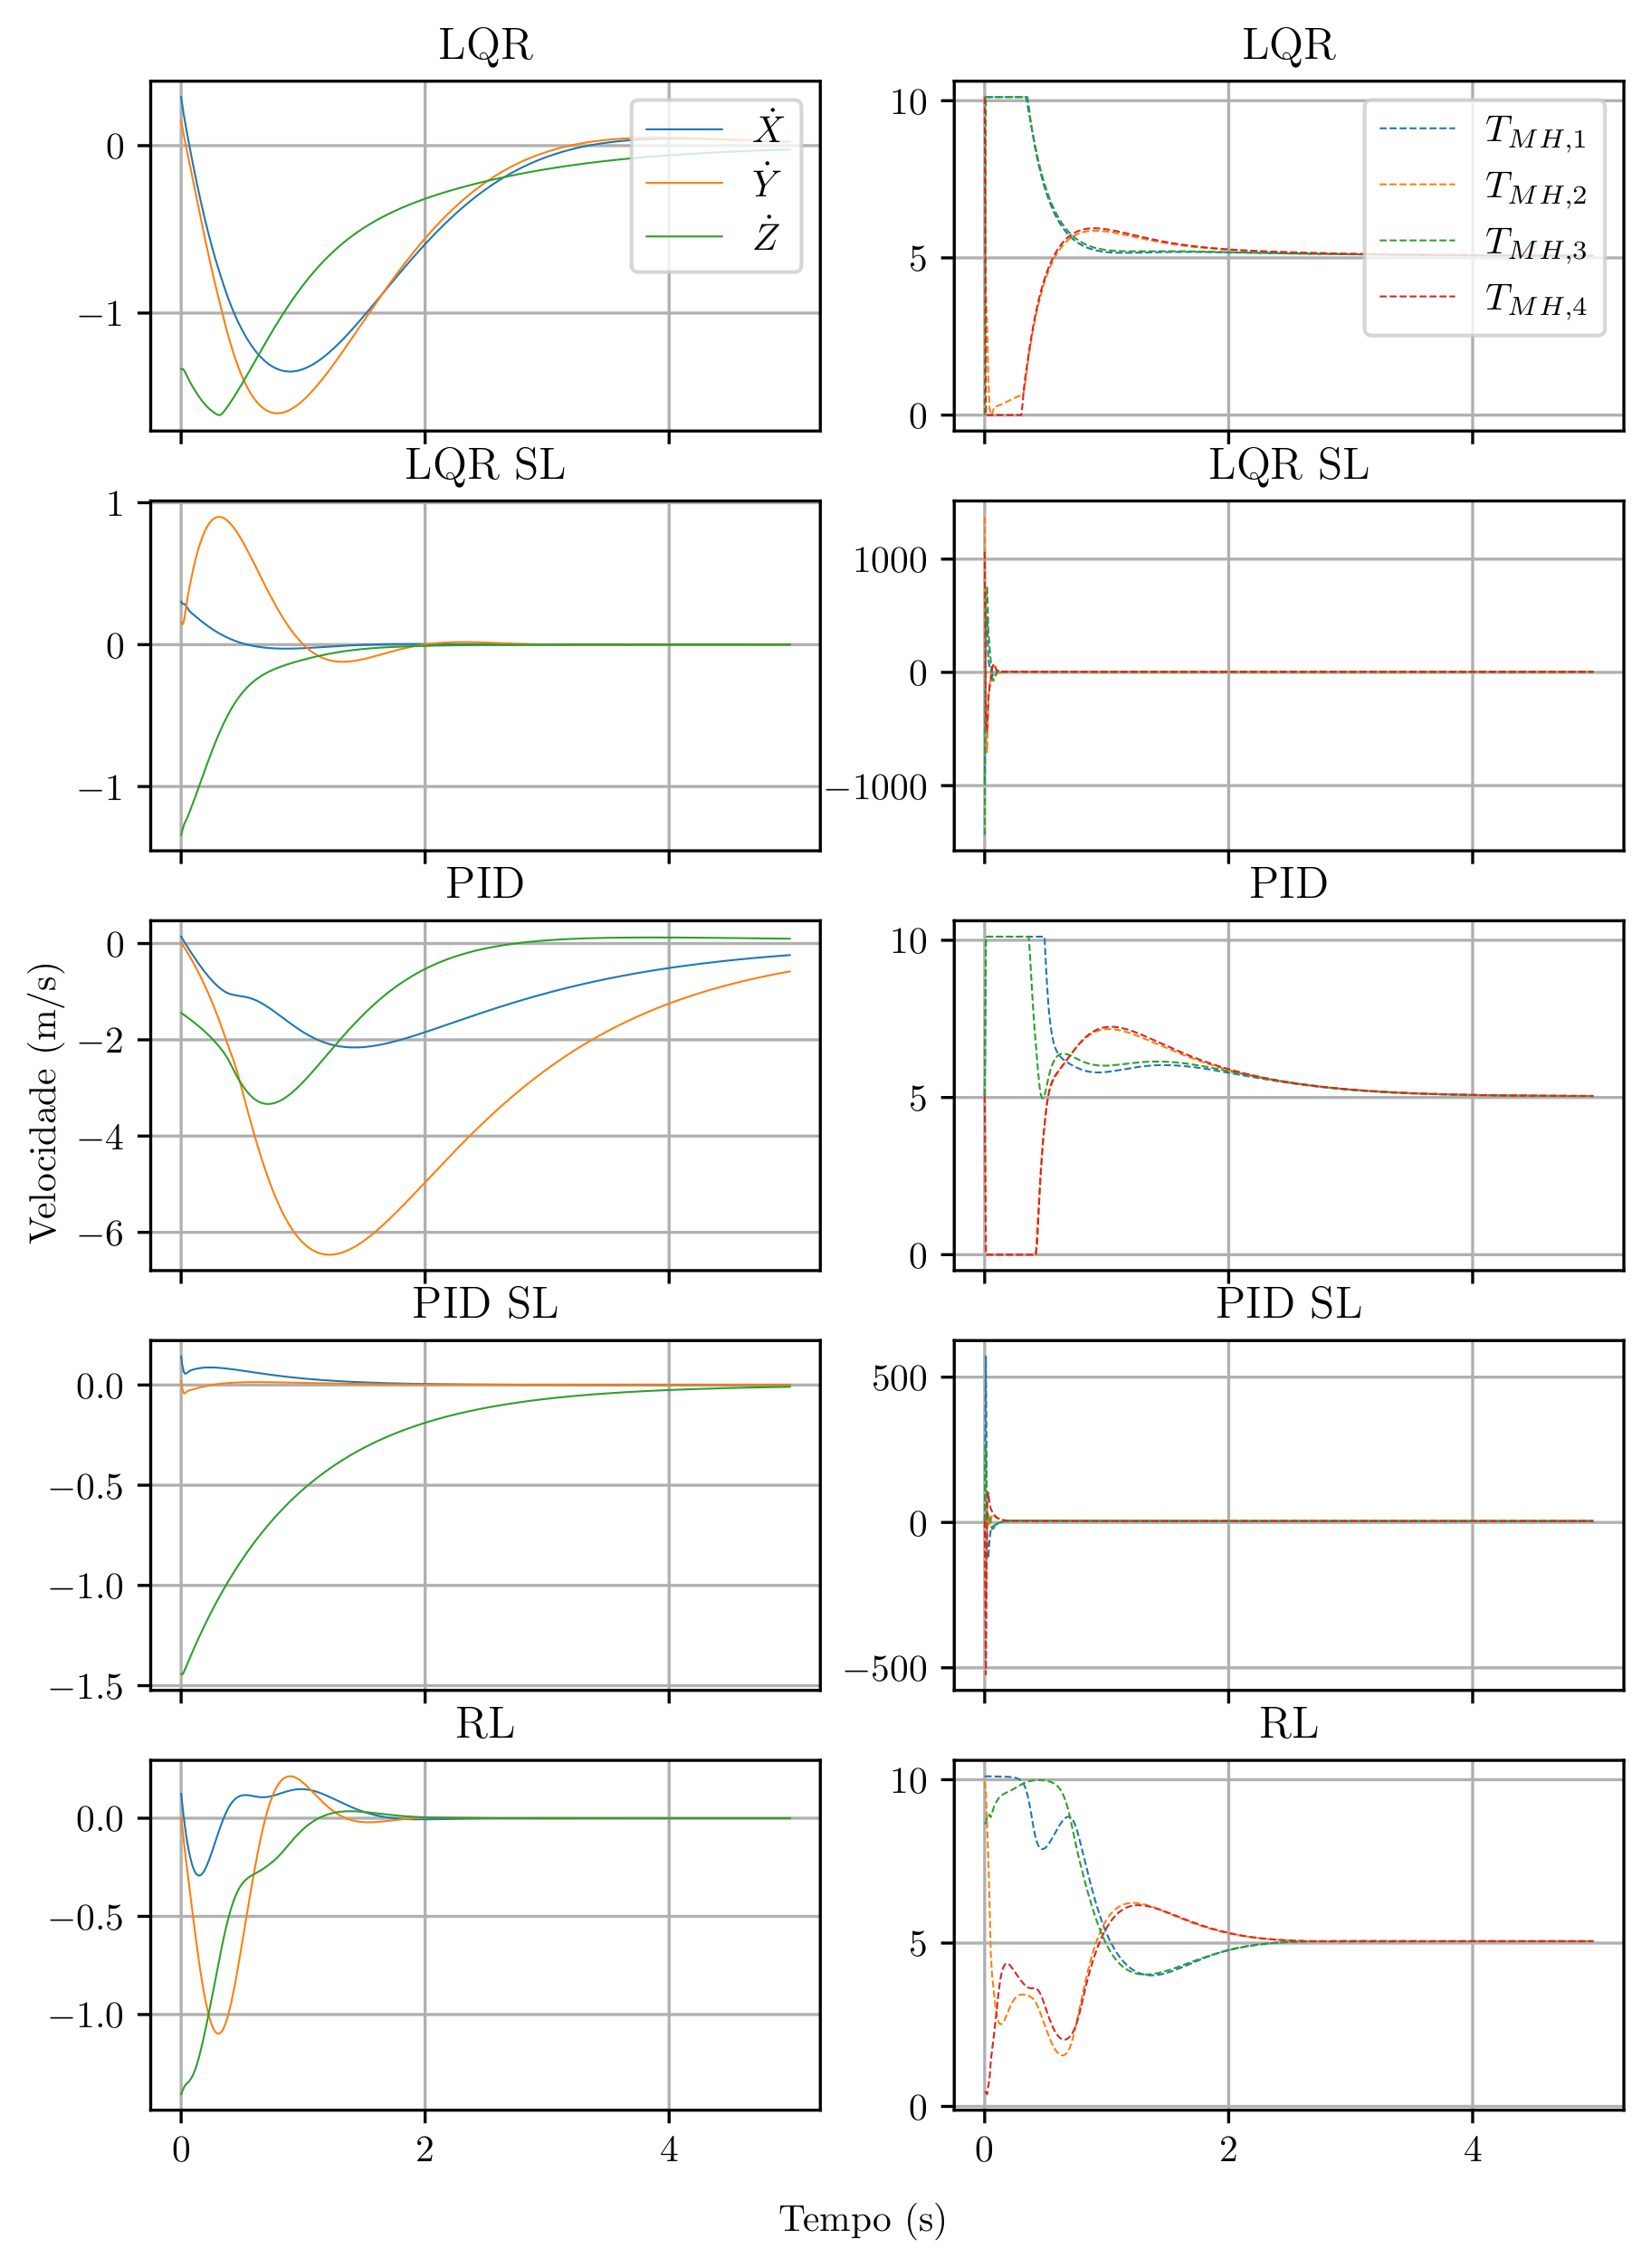 LQR
LQR
0
−1
Ẋ
Ẏ
Ż
10
5
0
T_{MH,1}
T_{MH,2}
T_{MH,3}
T_{MH,4}
LQR SL
LQR SL
1
0
−1
1000
0
−1000
PID
PID
0
−2
−4
−6
10
5
0
Velocidade (m/s)
PID SL
PID SL
0.0
−0.5
−1.0
−1.5
500
0
−500
RL
RL
0.0
−0.5
−1.0
10
5
0
0 2 4
0 2 4
Tempo (s)